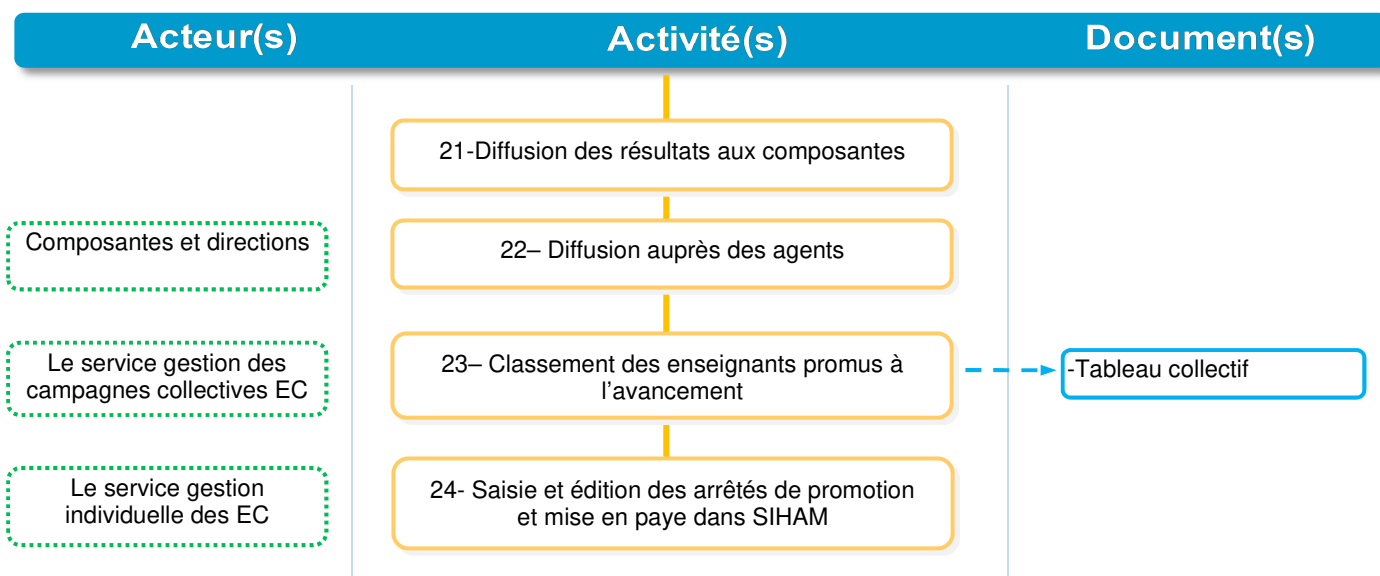 Acteur(s) Activité(s) Document(s)
21-Diffusion des résultats aux composantes
Composantes et directions
22– Diffusion auprès des agents
Le service gestion des
campagnes collectives EC
23– Classement des enseignants promus à
l’avancement
-Tableau collectif
Le service gestion
individuelle des EC
24- Saisie et édition des arrêtés de promotion
et mise en paye dans SIHAM